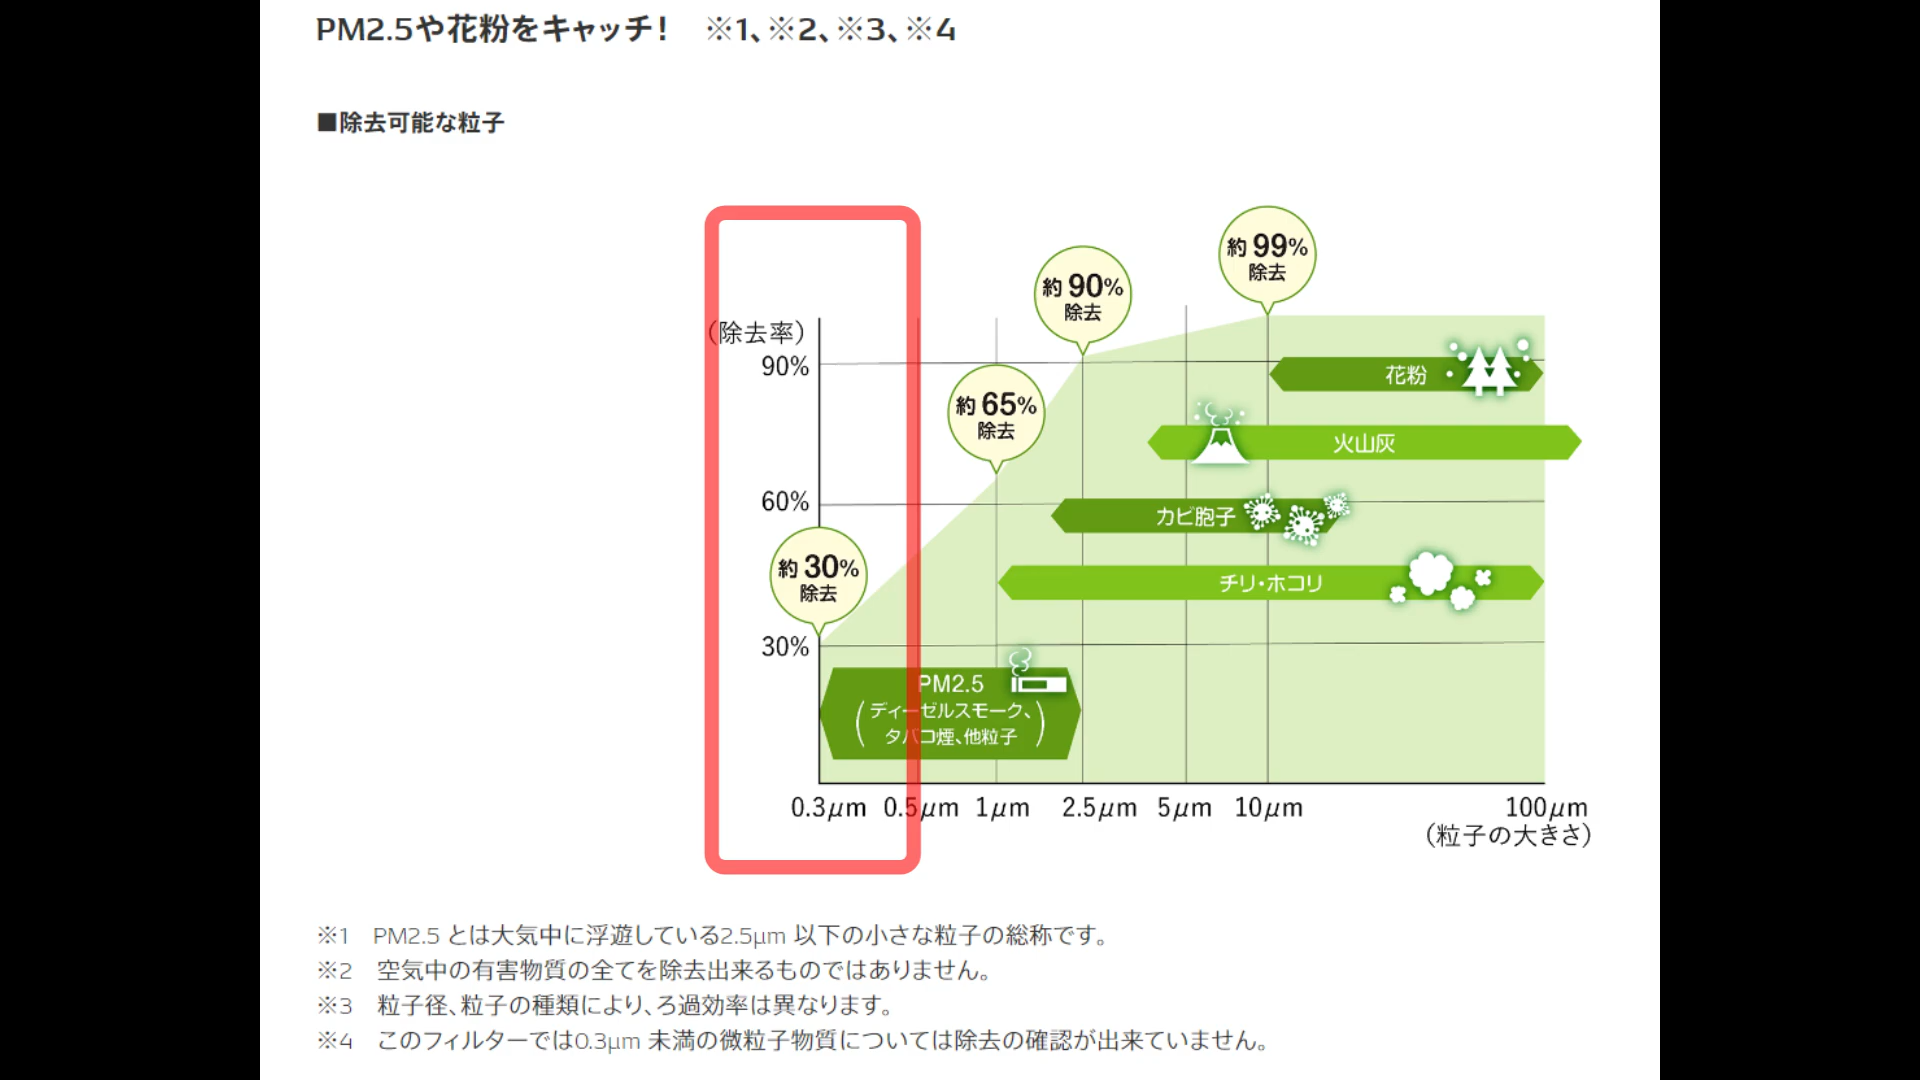 PM2.5や花粉をキャッチ！ ※1、※2、※3、※4
■除去可能な粒子
約99%
除去
約90%
除去
（除去率）
90%
約65%
除去
花粉
火山灰
60%
カビ胞子
約30%
除去
チリ・ホコリ
30%
PM2.5
（ディーゼルスモーク、
タバコ煙、他粒子）
0.3μm 0.5μm 1μm 2.5μm 5μm 10μm 100μm
（粒子の大きさ）
※1 PM2.5 とは大気中に浮遊している2.5μm 以下の小さな粒子の総称です。
※2 空気中の有害物質の全てを除去出来るものではありません。
※3 粒子径、粒子の種類により、ろ過効率は異なります。
※4 このフィルターでは0.3μm 未満の微粒子物質については除去の確認が出来ていません。